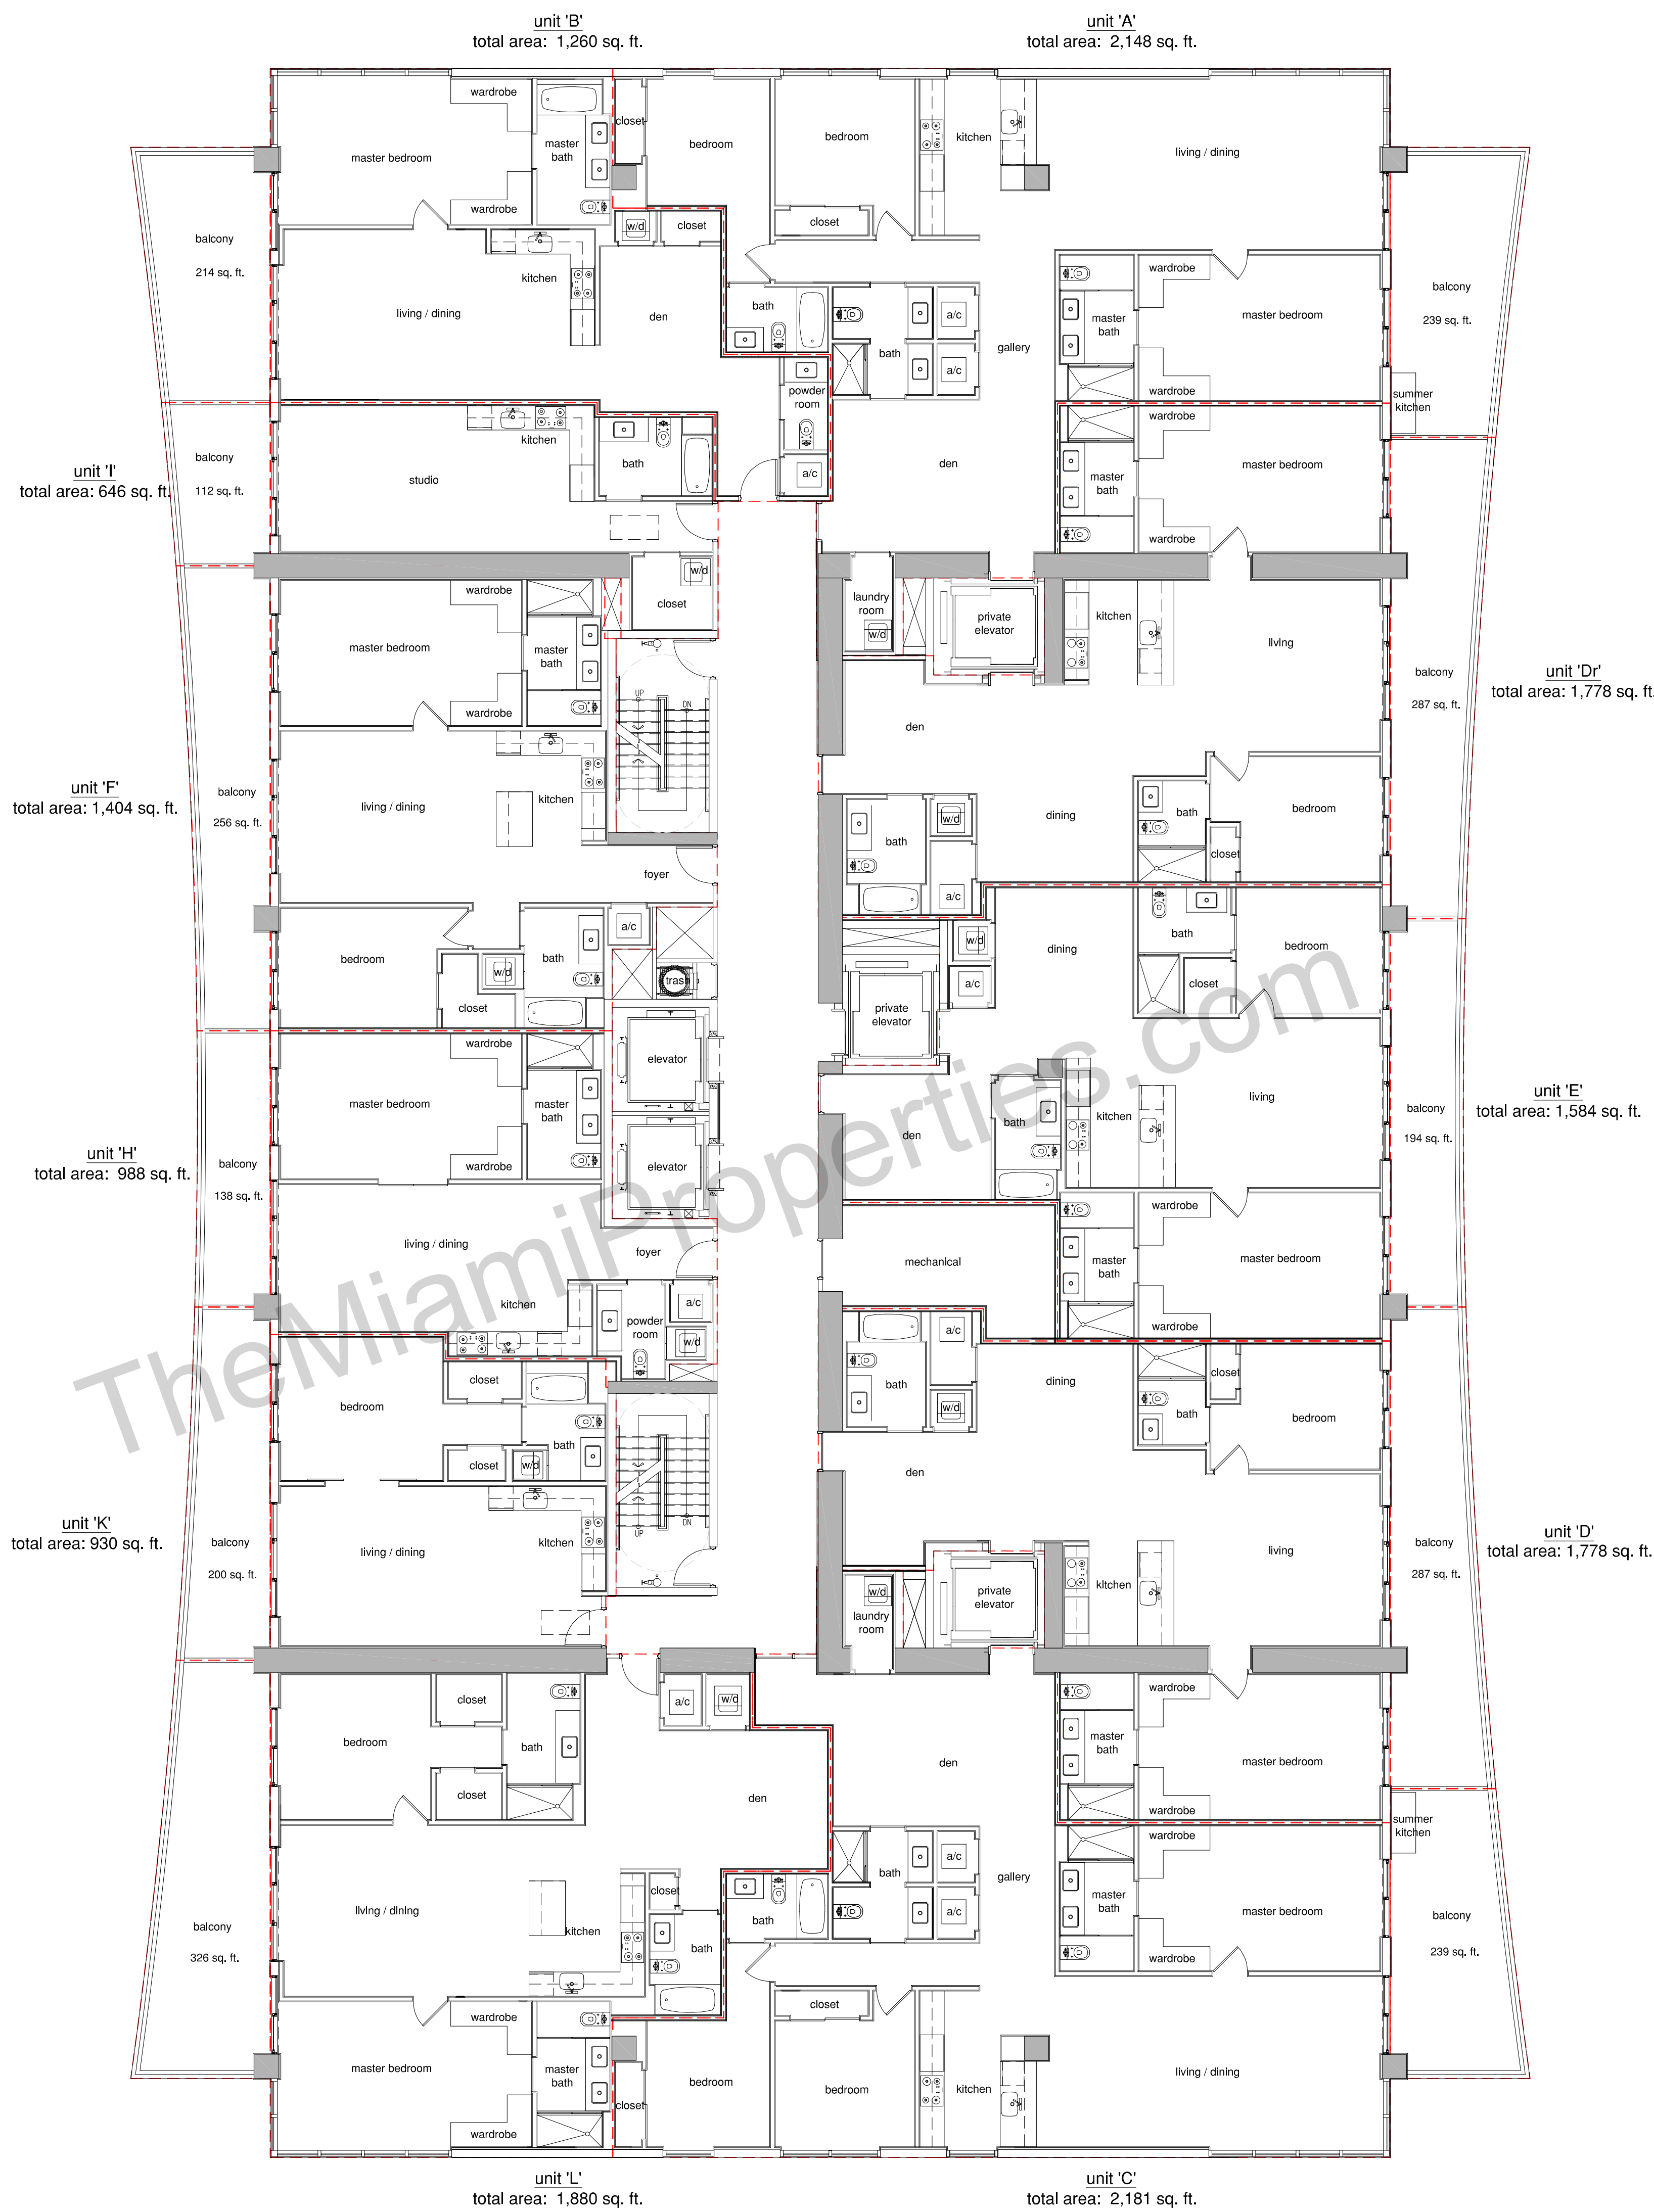 unit 'B'
total area: 1,260 sq. ft.
unit 'A'
total area: 2,148 sq. ft.
wardrobe
master bedroom
wardrobe
master
bath
closet
bedroom
bedroom
closet
kitchen
living / dining
balcony
214 sq. ft.
w/d
closet
kitchen
living / dining
den
bath
bath
a/c
a/c
gallery
master
bath
wardrobe
master bedroom
wardrobe
balcony
239 sq. ft.
summer
kitchen
powder
room
a/c
unit 'I'
total area: 646 sq. ft.
balcony
112 sq. ft.
studio
kitchen
bath
den
master
bath
wardrobe
master bedroom
wardrobe
w/d
closet
wardrobe
master bedroom
wardrobe
master
bath
UP
DN
laundry
room
w/d
private
elevator
kitchen
living
balcony
287 sq. ft.
unit 'Dr'
total area: 1,778 sq. ft.
den
unit 'F'
total area: 1,404 sq. ft.
balcony
256 sq. ft.
living / dining
kitchen
foyer
bath
w/d
a/c
dining
bath
closet
bedroom
bedroom
closet
w/d
bath
a/c
trash
w/d
a/c
private
elevator
dining
bath
closet
bedroom
TheMiamiProperties.com
wardrobe
master bedroom
wardrobe
master
bath
elevator
elevator
den
bath
kitchen
living
balcony
194 sq. ft.
unit 'E'
total area: 1,584 sq. ft.
unit 'H'
total area: 988 sq. ft.
balcony
138 sq. ft.
living / dining
foyer
kitchen
powder
room
a/c
w/d
mechanical
master
bath
wardrobe
master bedroom
wardrobe
closet
bedroom
closet
w/d
bath
bath
a/c
w/d
dining
bath
closet
bedroom
den
unit 'K'
total area: 930 sq. ft.
balcony
200 sq. ft.
living / dining
kitchen
UP
DN
laundry
room
w/d
private
elevator
kitchen
living
balcony
287 sq. ft.
unit 'D'
total area: 1,778 sq. ft.
closet
bedroom
closet
bath
a/c
w/d
den
den
master
bath
wardrobe
master bedroom
wardrobe
summer
kitchen
balcony
326 sq. ft.
living / dining
kitchen
closet
bath
bath
bath
a/c
a/c
gallery
master
bath
wardrobe
master bedroom
wardrobe
balcony
239 sq. ft.
wardrobe
master bedroom
wardrobe
master
bath
closet
bedroom
closet
bedroom
kitchen
living / dining
unit 'L'
total area: 1,880 sq. ft.
unit 'C'
total area: 2,181 sq. ft.